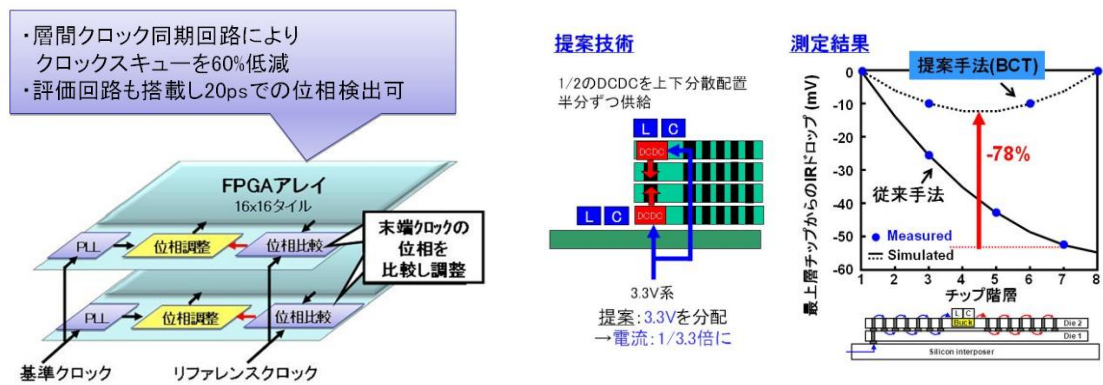 ・層間クロック同期回路により
クロックスキューを60%低減
・評価回路も搭載し20psでの位相検出可
FPGAアレイ
16x16タイル
PLL
位相調整
位相比較
末端クロックの
位相を
比較し調整
PLL
位相調整
位相比較
基準クロック
リファレンスクロック
提案技術
1/2のDCDCを上下分散配置
半分ずつ供給
L C
DCDC
L C
DCDC
3.3V系
提案:3.3Vを分配
→電流:1/3.3倍に
測定結果
最上層チップからのIRドロップ (mV)
0
-10
-20
-30
-40
-50
-60
提案手法(BCT)
-78%
従来手法
Measured
Simulated
1 2 3 4 5 6 7 8
チップ階層
L C
Buck
Die 2
Die 1
Silicon interposer